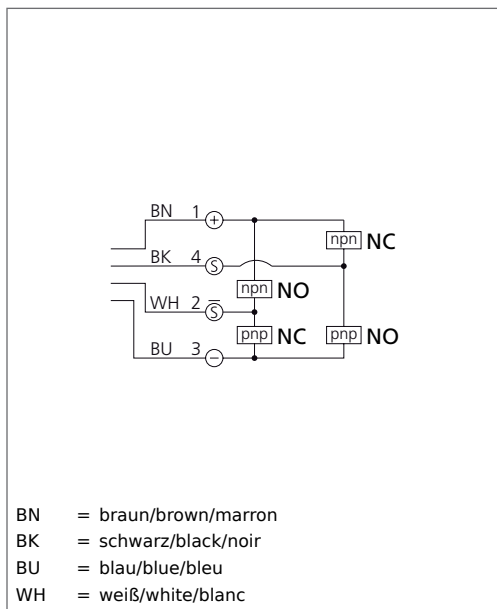 BN 1 +
npn NC
BK 4 S
npn NO
WH 2 S̅
pnp NC pnp NO
BU 3 −
BN = braun/brown/marron
BK = schwarz/black/noir
BU = blau/blue/bleu
WH = weiß/white/blanc